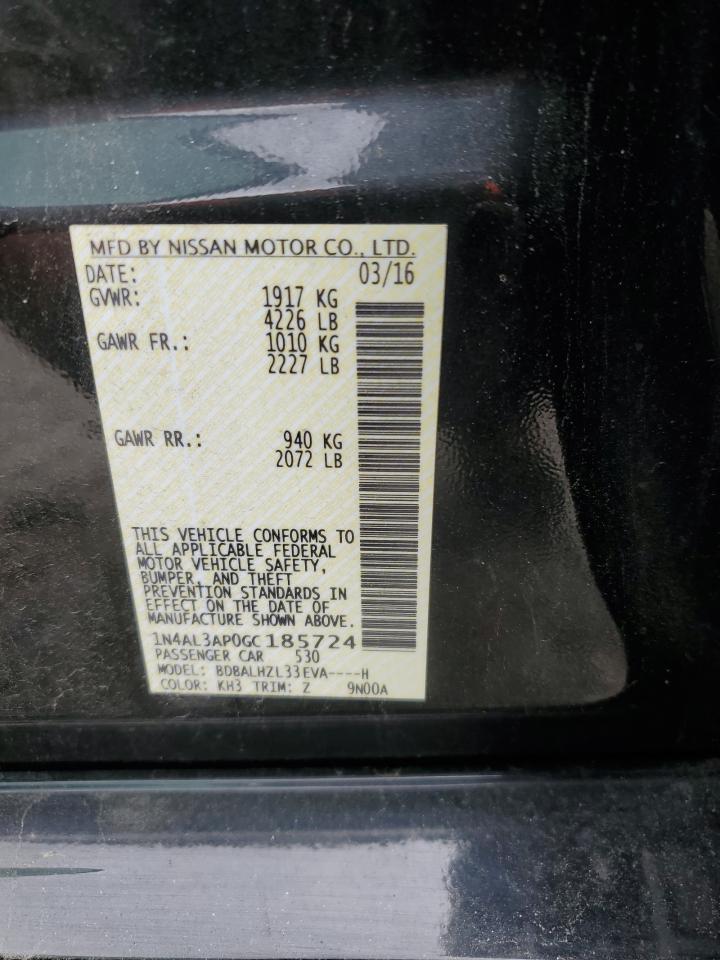 MFD BY NISSAN MOTOR CO., LTD.
DATE: 03/16
GVWR: 1917 KG
4226 LB
GAWR FR.: 1010 KG
2227 LB
GAWR RR.: 940 KG
2072 LB
THIS VEHICLE CONFORMS TO
ALL APPLICABLE FEDERAL
MOTOR VEHICLE SAFETY,
BUMPER, AND THEFT
PREVENTION STANDARDS IN
EFFECT ON THE DATE OF
MANUFACTURE SHOWN ABOVE.
1N4AL3AP0GC185724
PASSENGER CAR 530
MODEL: BDBALHZL33EVA----H
COLOR: KH3 TRIM: Z 9N00A